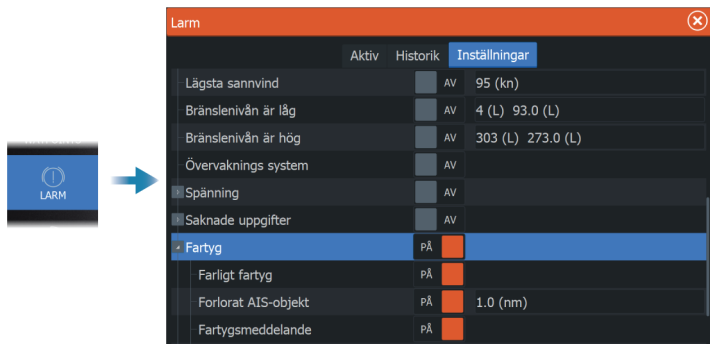 Larm
Aktiv Historik Inställningar
Lägsta sannvind AV 95 (kn)
Bränslenivån är låg AV 4 (L) 93.0 (L)
Bränslenivån är hög AV 303 (L) 273.0 (L)
Övervaknings system AV
Spänning AV
Saknade uppgifter AV
Fartyg PÅ
Farligt fartyg PÅ
Forlorat AIS-objekt PÅ 1.0 (nm)
Fartygsmeddelande PÅ
LARM